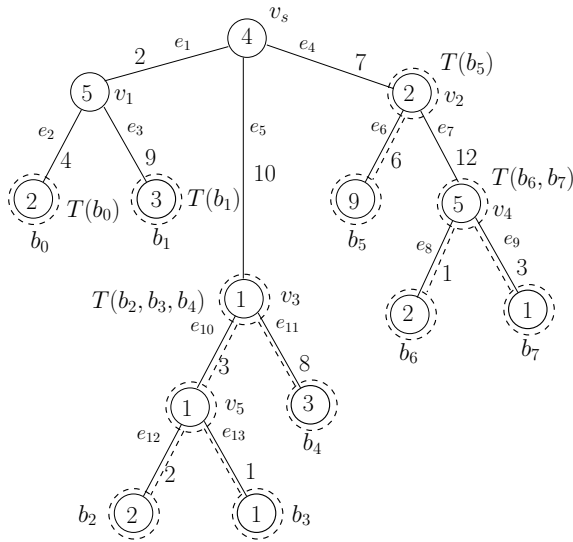 v_s
4
2 e_1 e_4 7
T(b_5)
5 v_1
2 v_2
e_2 e_3 e_5 e_6 e_7
4 9 10 6 12
2 T(b_0) 3 T(b_1)
b_0 b_1
9
b_5
T(b_6, b_7)
5 v_4
e_8 e_9
1 3
2 1
b_6 b_7
T(b_2, b_3, b_4) 1 v_3
e_10 e_11
3 8
1 v_5 3
b_4
e_12 e_13
2 1
b_2 2 1 b_3